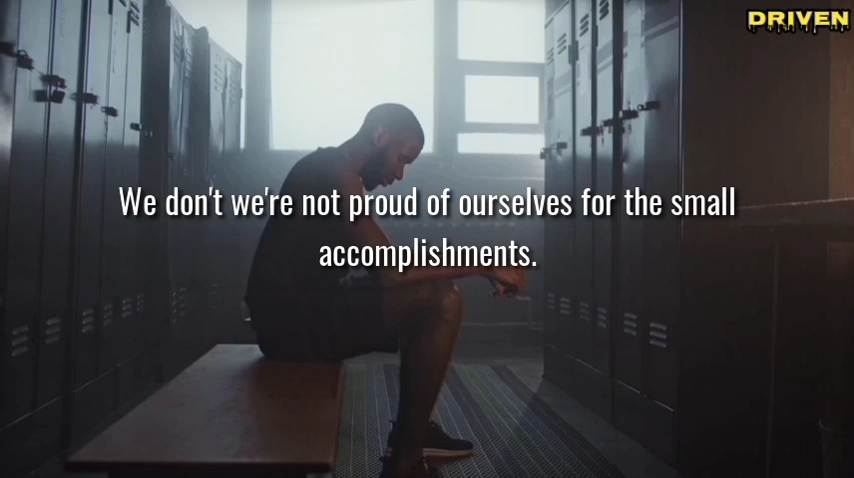 DRIVEN
We don't we're not proud of ourselves for the small
accomplishments.